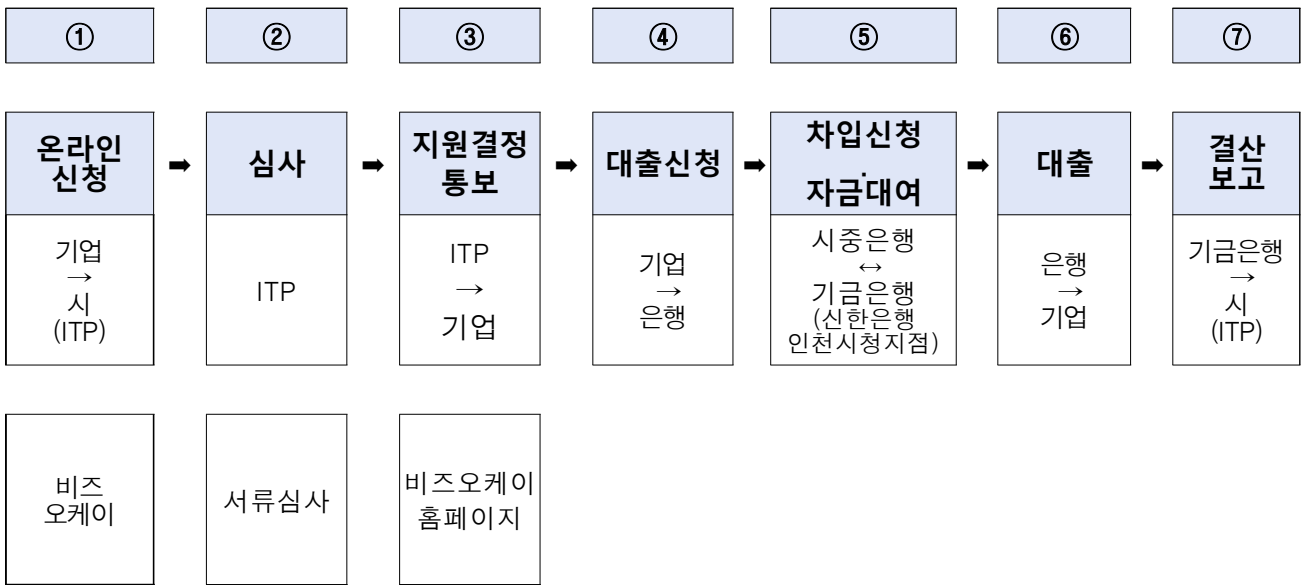 ① ② ③ ④ ⑤ ⑥ ⑦
온라인
신청
➡
심사
➡
지원결정
통보
➡
대출신청
➡
차입신청
·
자금대여
➡
대출
➡
결산
보고
기업
→
시
(ITP)
ITP
ITP
→
기업
기업
→
은행
시중은행
↔
기금은행
(신한은행
인천시청지점)
은행
→
기업
기금은행
→
시
(ITP)
비즈
오케이
서류심사
비즈오케이
홈페이지